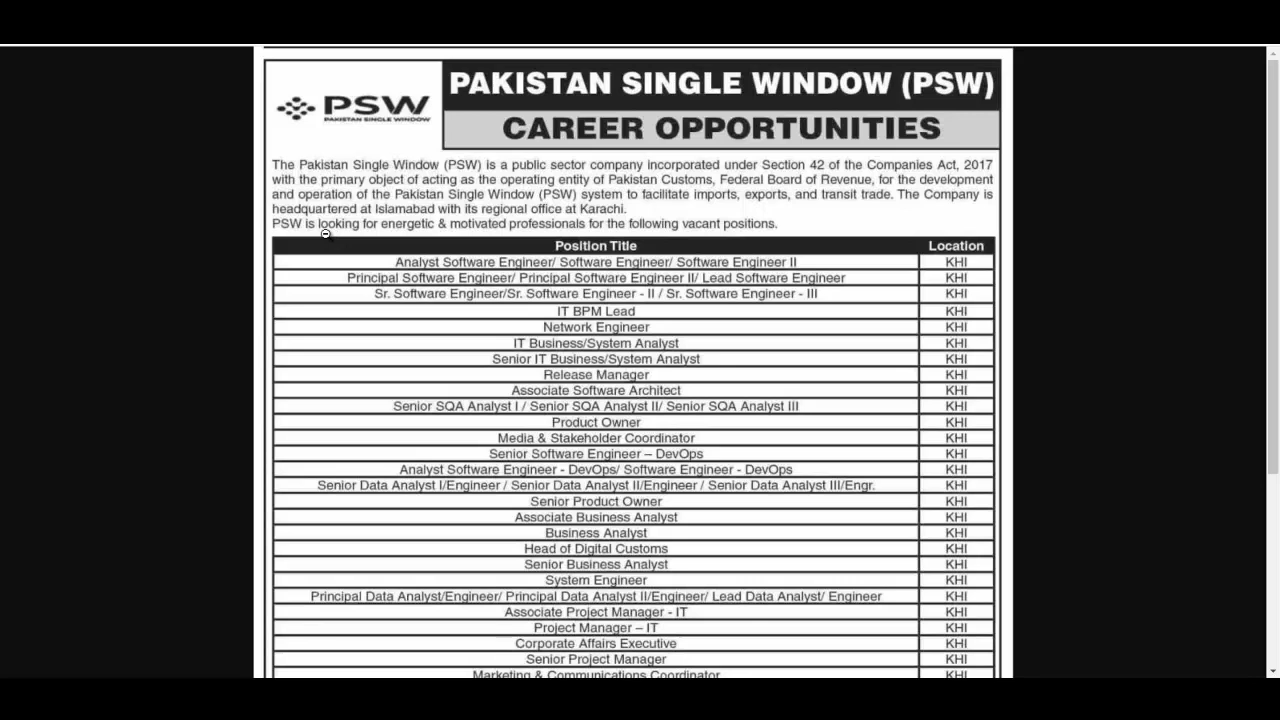 PSW
PAKISTAN SINGLE WINDOW
PAKISTAN SINGLE WINDOW (PSW)
CAREER OPPORTUNITIES
The Pakistan Single Window (PSW) is a public sector company incorporated under Section 42 of the Companies Act, 2017
with the primary object of acting as the operating entity of Pakistan Customs, Federal Board of Revenue, for the development
and operation of the Pakistan Single Window (PSW) system to facilitate imports, exports, and transit trade. The Company is
headquartered at Islamabad with its regional office at Karachi.
PSW is looking for energetic & motivated professionals for the following vacant positions.
Position Title Location
Analyst Software Engineer/ Software Engineer/ Software Engineer II KHI
Principal Software Engineer/ Principal Software Engineer II/ Lead Software Engineer KHI
Sr. Software Engineer/Sr. Software Engineer - II / Sr. Software Engineer - III KHI
IT BPM Lead KHI
Network Engineer KHI
IT Business/System Analyst KHI
Senior IT Business/System Analyst KHI
Release Manager KHI
Associate Software Architect KHI
Senior SQA Analyst I / Senior SQA Analyst II/ Senior SQA Analyst III KHI
Product Owner KHI
Media & Stakeholder Coordinator KHI
Senior Software Engineer – DevOps KHI
Analyst Software Engineer - DevOps/ Software Engineer - DevOps KHI
Senior Data Analyst I/Engineer / Senior Data Analyst II/Engineer / Senior Data Analyst III/Engr. KHI
Senior Product Owner KHI
Associate Business Analyst KHI
Business Analyst KHI
Head of Digital Customs KHI
Senior Business Analyst KHI
System Engineer KHI
Principal Data Analyst/Engineer/ Principal Data Analyst II/Engineer/ Lead Data Analyst/ Engineer KHI
Associate Project Manager - IT KHI
Project Manager – IT KHI
Corporate Affairs Executive KHI
Senior Project Manager KHI
Marketing & Communications Coordinator KHI